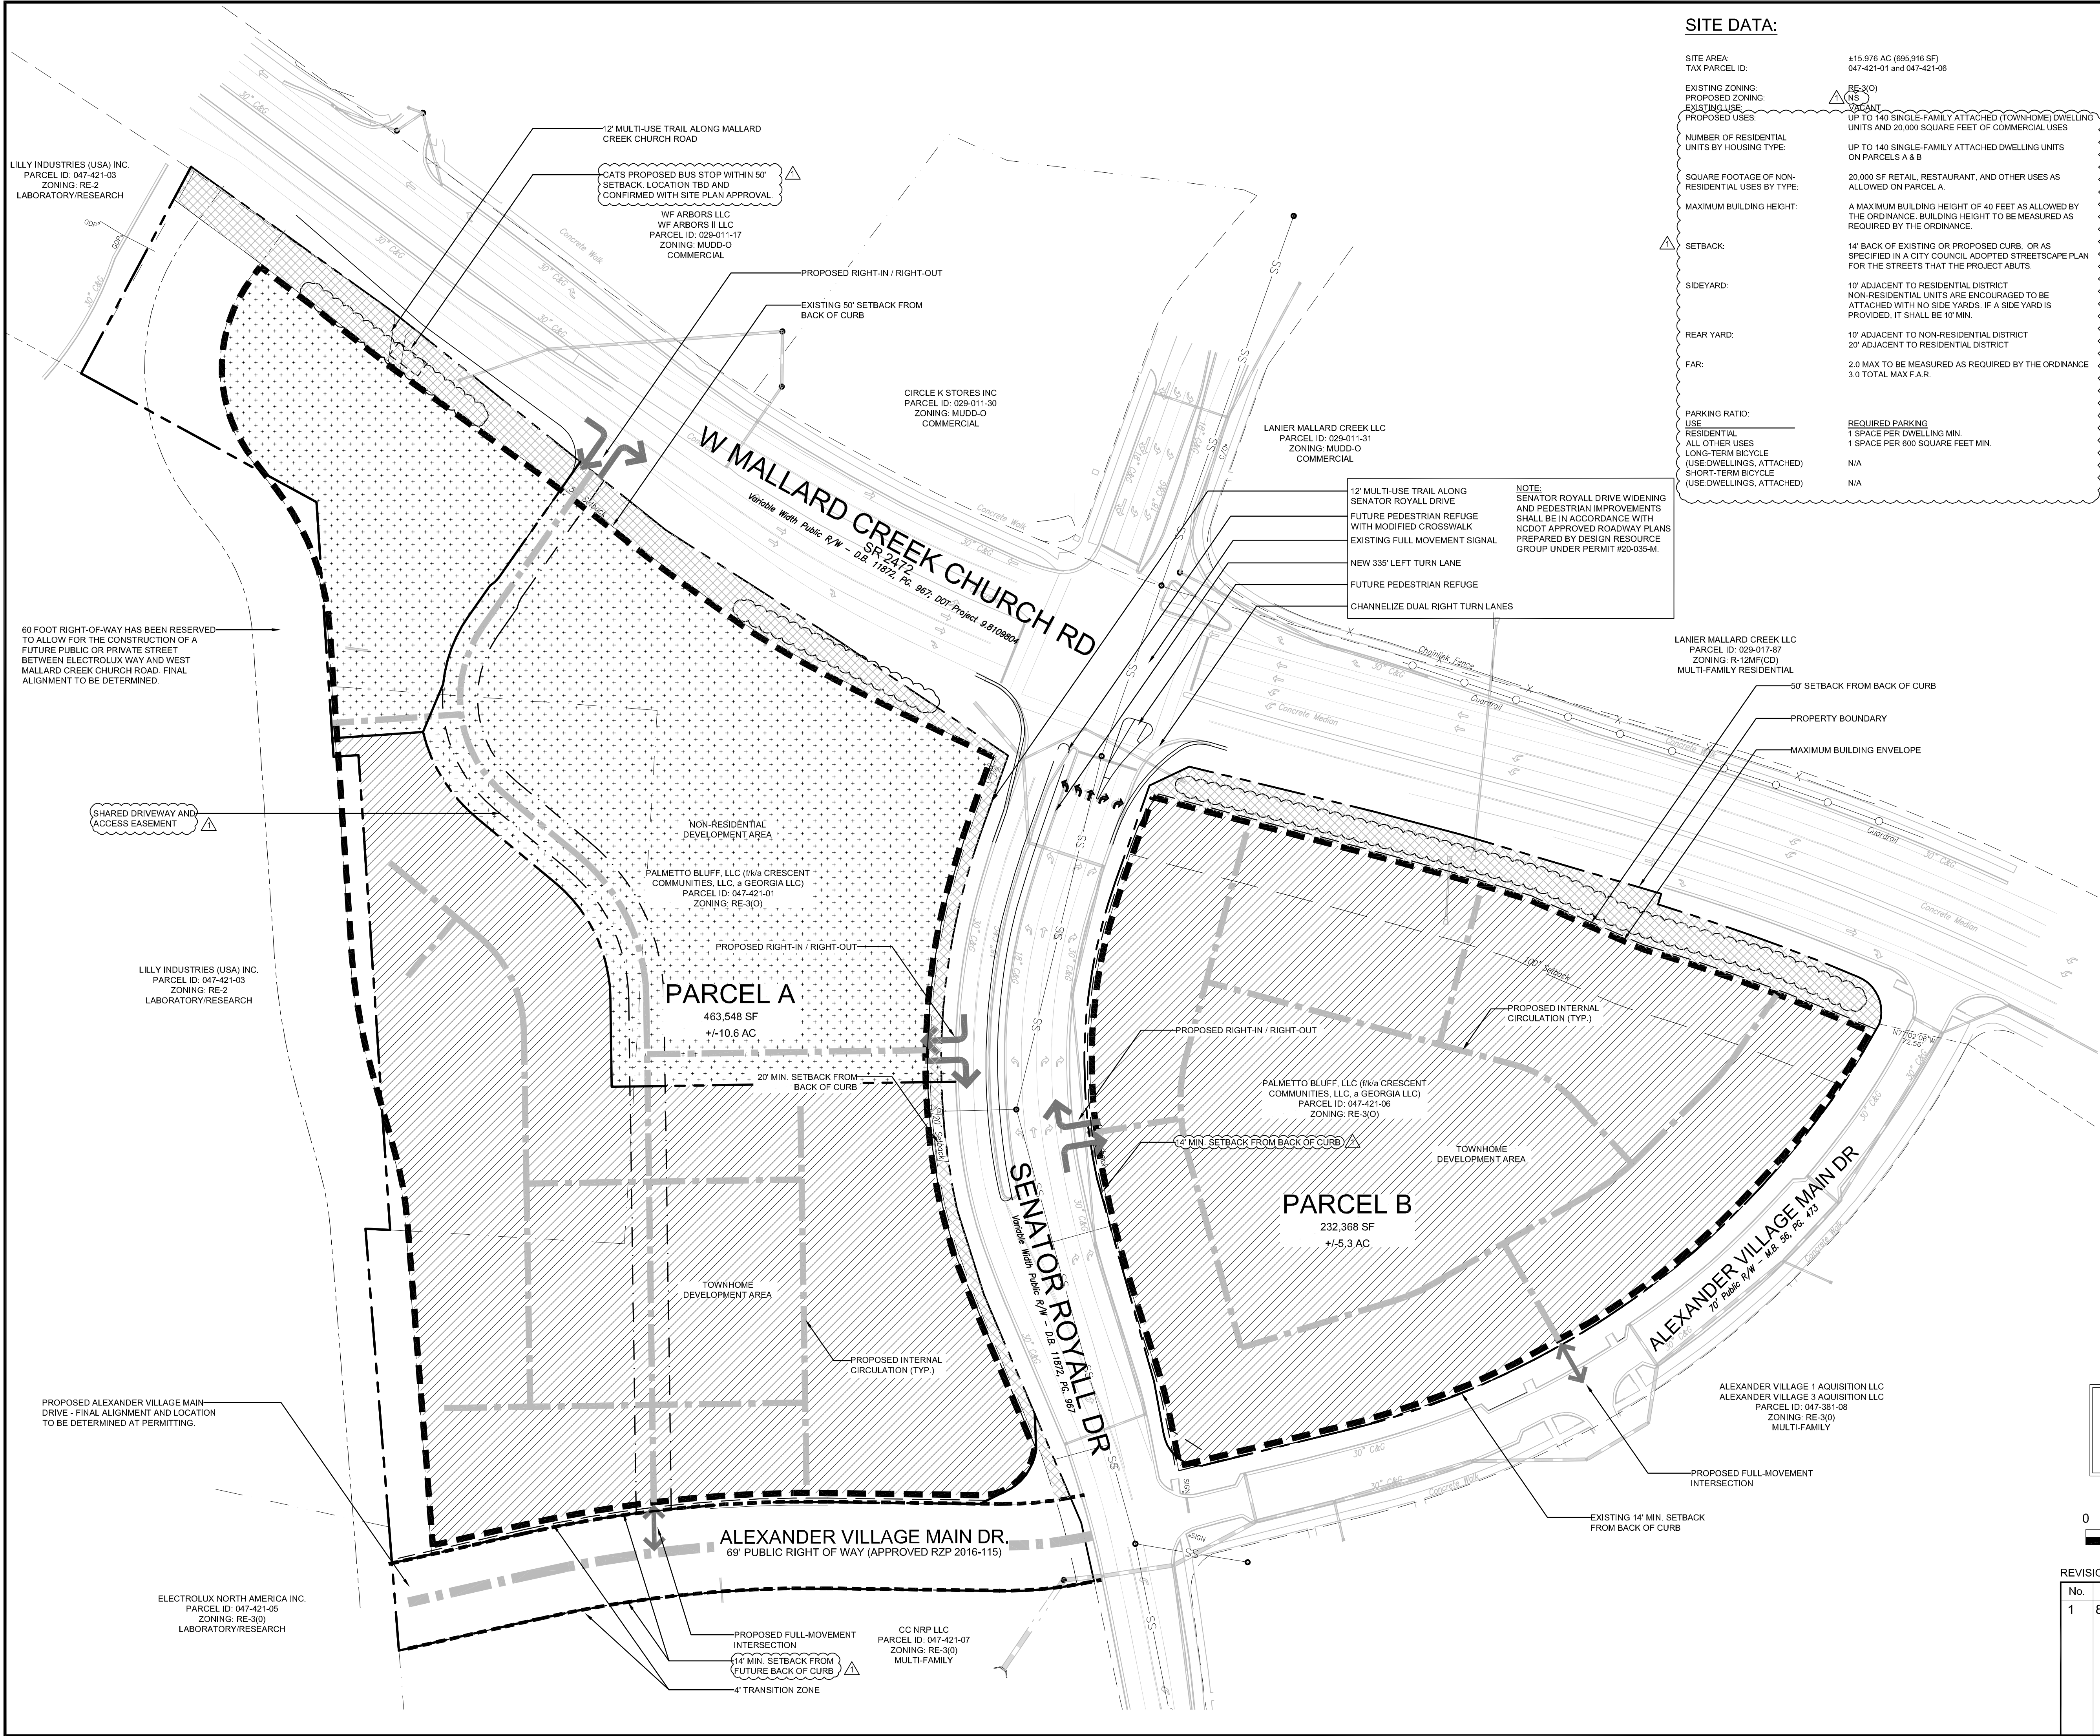 SITE DATA:
SITE AREA: ±15.976 AC (695,916 SF)
TAX PARCEL ID: 047-421-01 and 047-421-06
EXISTING ZONING: RE-3(O)
PROPOSED ZONING: 1 NS
EXISTING USE: VACANT
PROPOSED USES: UP TO 140 SINGLE-FAMILY ATTACHED (TOWNHOME) DWELLING
UNITS AND 20,000 SQUARE FEET OF COMMERCIAL USES
NUMBER OF RESIDENTIAL
UNITS BY HOUSING TYPE: UP TO 140 SINGLE-FAMILY ATTACHED DWELLING UNITS
ON PARCELS A & B
SQUARE FOOTAGE OF NON- 20,000 SF RETAIL, RESTAURANT, AND OTHER USES AS
RESIDENTIAL USES BY TYPE: ALLOWED ON PARCEL A.
MAXIMUM BUILDING HEIGHT: A MAXIMUM BUILDING HEIGHT OF 40 FEET AS ALLOWED BY
THE ORDINANCE. BUILDING HEIGHT TO BE MEASURED AS
REQUIRED BY THE ORDINANCE.
1 SETBACK: 14' BACK OF EXISTING OR PROPOSED CURB, OR AS
SPECIFIED IN A CITY COUNCIL ADOPTED STREETSCAPE PLAN
FOR THE STREETS THAT THE PROJECT ABUTS.
SIDEYARD: 10' ADJACENT TO RESIDENTIAL DISTRICT
NON-RESIDENTIAL UNITS ARE ENCOURAGED TO BE
ATTACHED WITH NO SIDE YARDS. IF A SIDE YARD IS
PROVIDED, IT SHALL BE 10' MIN.
REAR YARD: 10' ADJACENT TO NON-RESIDENTIAL DISTRICT
20' ADJACENT TO RESIDENTIAL DISTRICT
FAR: 2.0 MAX TO BE MEASURED AS REQUIRED BY THE ORDINANCE
3.0 TOTAL MAX F.A.R.
PARKING RATIO:
USE REQUIRED PARKING
RESIDENTIAL 1 SPACE PER DWELLING MIN.
ALL OTHER USES 1 SPACE PER 600 SQUARE FEET MIN.
LONG-TERM BICYCLE
(USE:DWELLINGS, ATTACHED) N/A
SHORT-TERM BICYCLE
(USE:DWELLINGS, ATTACHED) N/A
LILLY INDUSTRIES (USA) INC.
PARCEL ID: 047-421-03
ZONING: RE-2
LABORATORY/RESEARCH
12' MULTI-USE TRAIL ALONG MALLARD
CREEK CHURCH ROAD
CATS PROPOSED BUS STOP WITHIN 50'
SETBACK. LOCATION TBD AND
CONFIRMED WITH SITE PLAN APPROVAL.
1
WF ARBORS LLC
WF ARBORS II LLC
PARCEL ID: 029-011-17
ZONING: MUDD-O
COMMERCIAL
PROPOSED RIGHT-IN / RIGHT-OUT
EXISTING 50' SETBACK FROM
BACK OF CURB
CIRCLE K STORES INC
PARCEL ID: 029-011-30
ZONING: MUDD-O
COMMERCIAL
LANIER MALLARD CREEK LLC
PARCEL ID: 029-011-31
ZONING: MUDD-O
COMMERCIAL
W MALLARD CREEK CHURCH RD
SR 2472
Variable Width Public R/W - D.B. 11872, PG. 967; DOT Project 9.8109804
12' MULTI-USE TRAIL ALONG
SENATOR ROYALL DRIVE
FUTURE PEDESTRIAN REFUGE
WITH MODIFIED CROSSWALK
EXISTING FULL MOVEMENT SIGNAL
NEW 335' LEFT TURN LANE
FUTURE PEDESTRIAN REFUGE
CHANNELIZE DUAL RIGHT TURN LANES
NOTE:
SENATOR ROYALL DRIVE WIDENING
AND PEDESTRIAN IMPROVEMENTS
SHALL BE IN ACCORDANCE WITH
NCDOT APPROVED ROADWAY PLANS
PREPARED BY DESIGN RESOURCE
GROUP UNDER PERMIT #20-035-M.
LANIER MALLARD CREEK LLC
PARCEL ID: 029-017-87
ZONING: R-12MF(CD)
MULTI-FAMILY RESIDENTIAL
50' SETBACK FROM BACK OF CURB
PROPERTY BOUNDARY
MAXIMUM BUILDING ENVELOPE
Chainlink Fence
Guardrail
Concrete Median
Concrete Walk
Concrete Walk
Guardrail
Concrete Median
30" C&G
60 FOOT RIGHT-OF-WAY HAS BEEN RESERVED
TO ALLOW FOR THE CONSTRUCTION OF A
FUTURE PUBLIC OR PRIVATE STREET
BETWEEN ELECTROLUX WAY AND WEST
MALLARD CREEK CHURCH ROAD. FINAL
ALIGNMENT TO BE DETERMINED.
SHARED DRIVEWAY AND
ACCESS EASEMENT
1
NON-RESIDENTIAL
DEVELOPMENT AREA
PALMETTO BLUFF, LLC (f/k/a CRESCENT
COMMUNITIES, LLC, a GEORGIA LLC)
PARCEL ID: 047-421-01
ZONING: RE-3(O)
PROPOSED RIGHT-IN / RIGHT-OUT
PARCEL A
463,548 SF
+/-10.6 AC
20' MIN. SETBACK FROM
BACK OF CURB
LILLY INDUSTRIES (USA) INC.
PARCEL ID: 047-421-03
ZONING: RE-2
LABORATORY/RESEARCH
100' Setback
PROPOSED INTERNAL
CIRCULATION (TYP.)
PROPOSED RIGHT-IN / RIGHT-OUT
N77°02'06"W
72.56'
PALMETTO BLUFF, LLC (f/k/a CRESCENT
COMMUNITIES, LLC, a GEORGIA LLC)
PARCEL ID: 047-421-06
ZONING: RE-3(O)
14' MIN. SETBACK FROM BACK OF CURB
1
TOWNHOME
DEVELOPMENT AREA
PARCEL B
232,368 SF
+/-5.3 AC
SENATOR ROYALL DR
Variable Width Public R/W - D.B. 11872, PG. 967
ALEXANDER VILLAGE MAIN DR
70' Public R/W - M.B. 56, PG. 473
Concrete Walk
TOWNHOME
DEVELOPMENT AREA
PROPOSED INTERNAL
CIRCULATION (TYP.)
PROPOSED ALEXANDER VILLAGE MAIN
DRIVE - FINAL ALIGNMENT AND LOCATION
TO BE DETERMINED AT PERMITTING.
ALEXANDER VILLAGE 1 AQUISITION LLC
ALEXANDER VILLAGE 3 AQUISITION LLC
PARCEL ID: 047-381-08
ZONING: RE-3(0)
MULTI-FAMILY
PROPOSED FULL-MOVEMENT
INTERSECTION
EXISTING 14' MIN. SETBACK
FROM BACK OF CURB
ALEXANDER VILLAGE MAIN DR.
69' PUBLIC RIGHT OF WAY (APPROVED RZP 2016-115)
ELECTROLUX NORTH AMERICA INC.
PARCEL ID: 047-421-05
ZONING: RE-3(0)
LABORATORY/RESEARCH
PROPOSED FULL-MOVEMENT
INTERSECTION
14' MIN. SETBACK FROM
FUTURE BACK OF CURB
1
4' TRANSITION ZONE
CC NRP LLC
PARCEL ID: 047-421-07
ZONING: RE-3(0)
MULTI-FAMILY
SIGN
SIGN
SS
0
No.
1 8